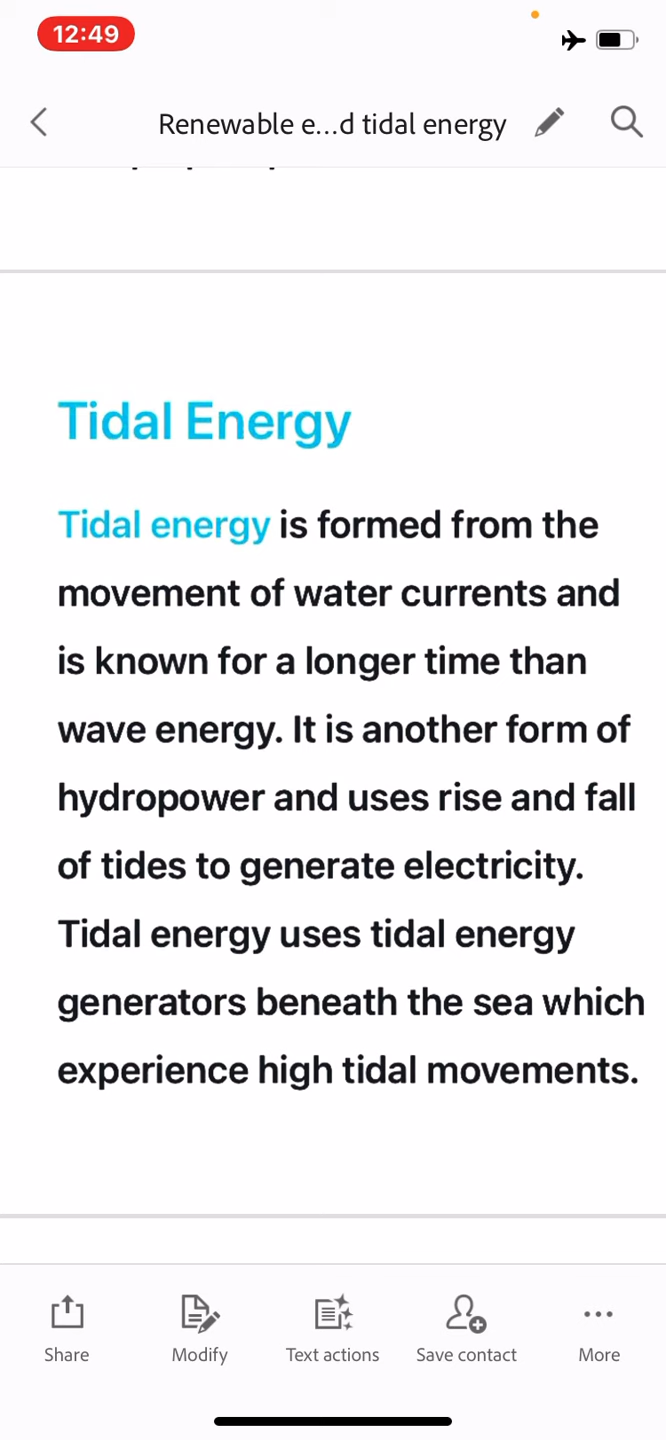 12:49
Renewable e...d tidal energy
Tidal Energy
Tidal energy is formed from the
movement of water currents and
is known for a longer time than
wave energy. It is another form of
hydropower and uses rise and fall
of tides to generate electricity.
Tidal energy uses tidal energy
generators beneath the sea which
experience high tidal movements.
Share Modify Text actions Save contact More